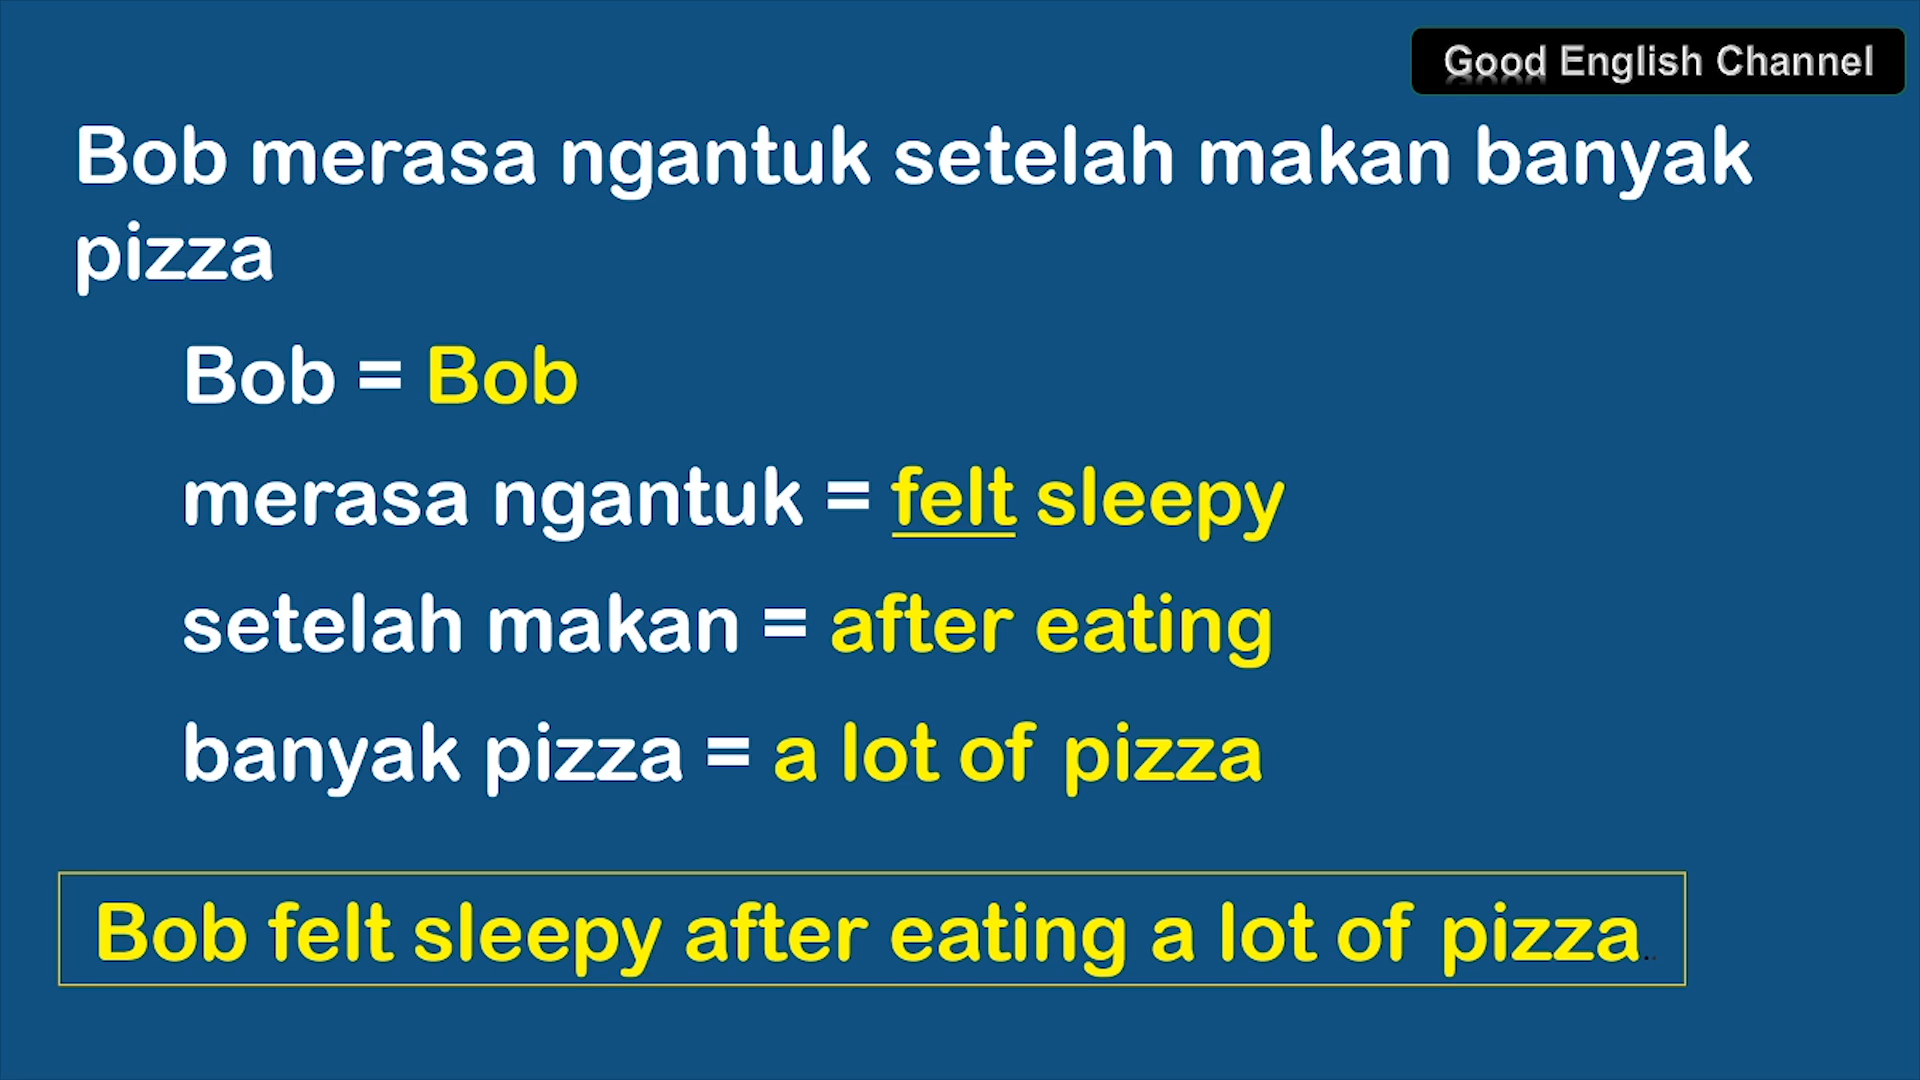 Good English Channel
Bob merasa ngantuk setelah makan banyak
pizza
Bob = Bob
merasa ngantuk = felt sleepy
setelah makan = after eating
banyak pizza = a lot of pizza
Bob felt sleepy after eating a lot of pizza..